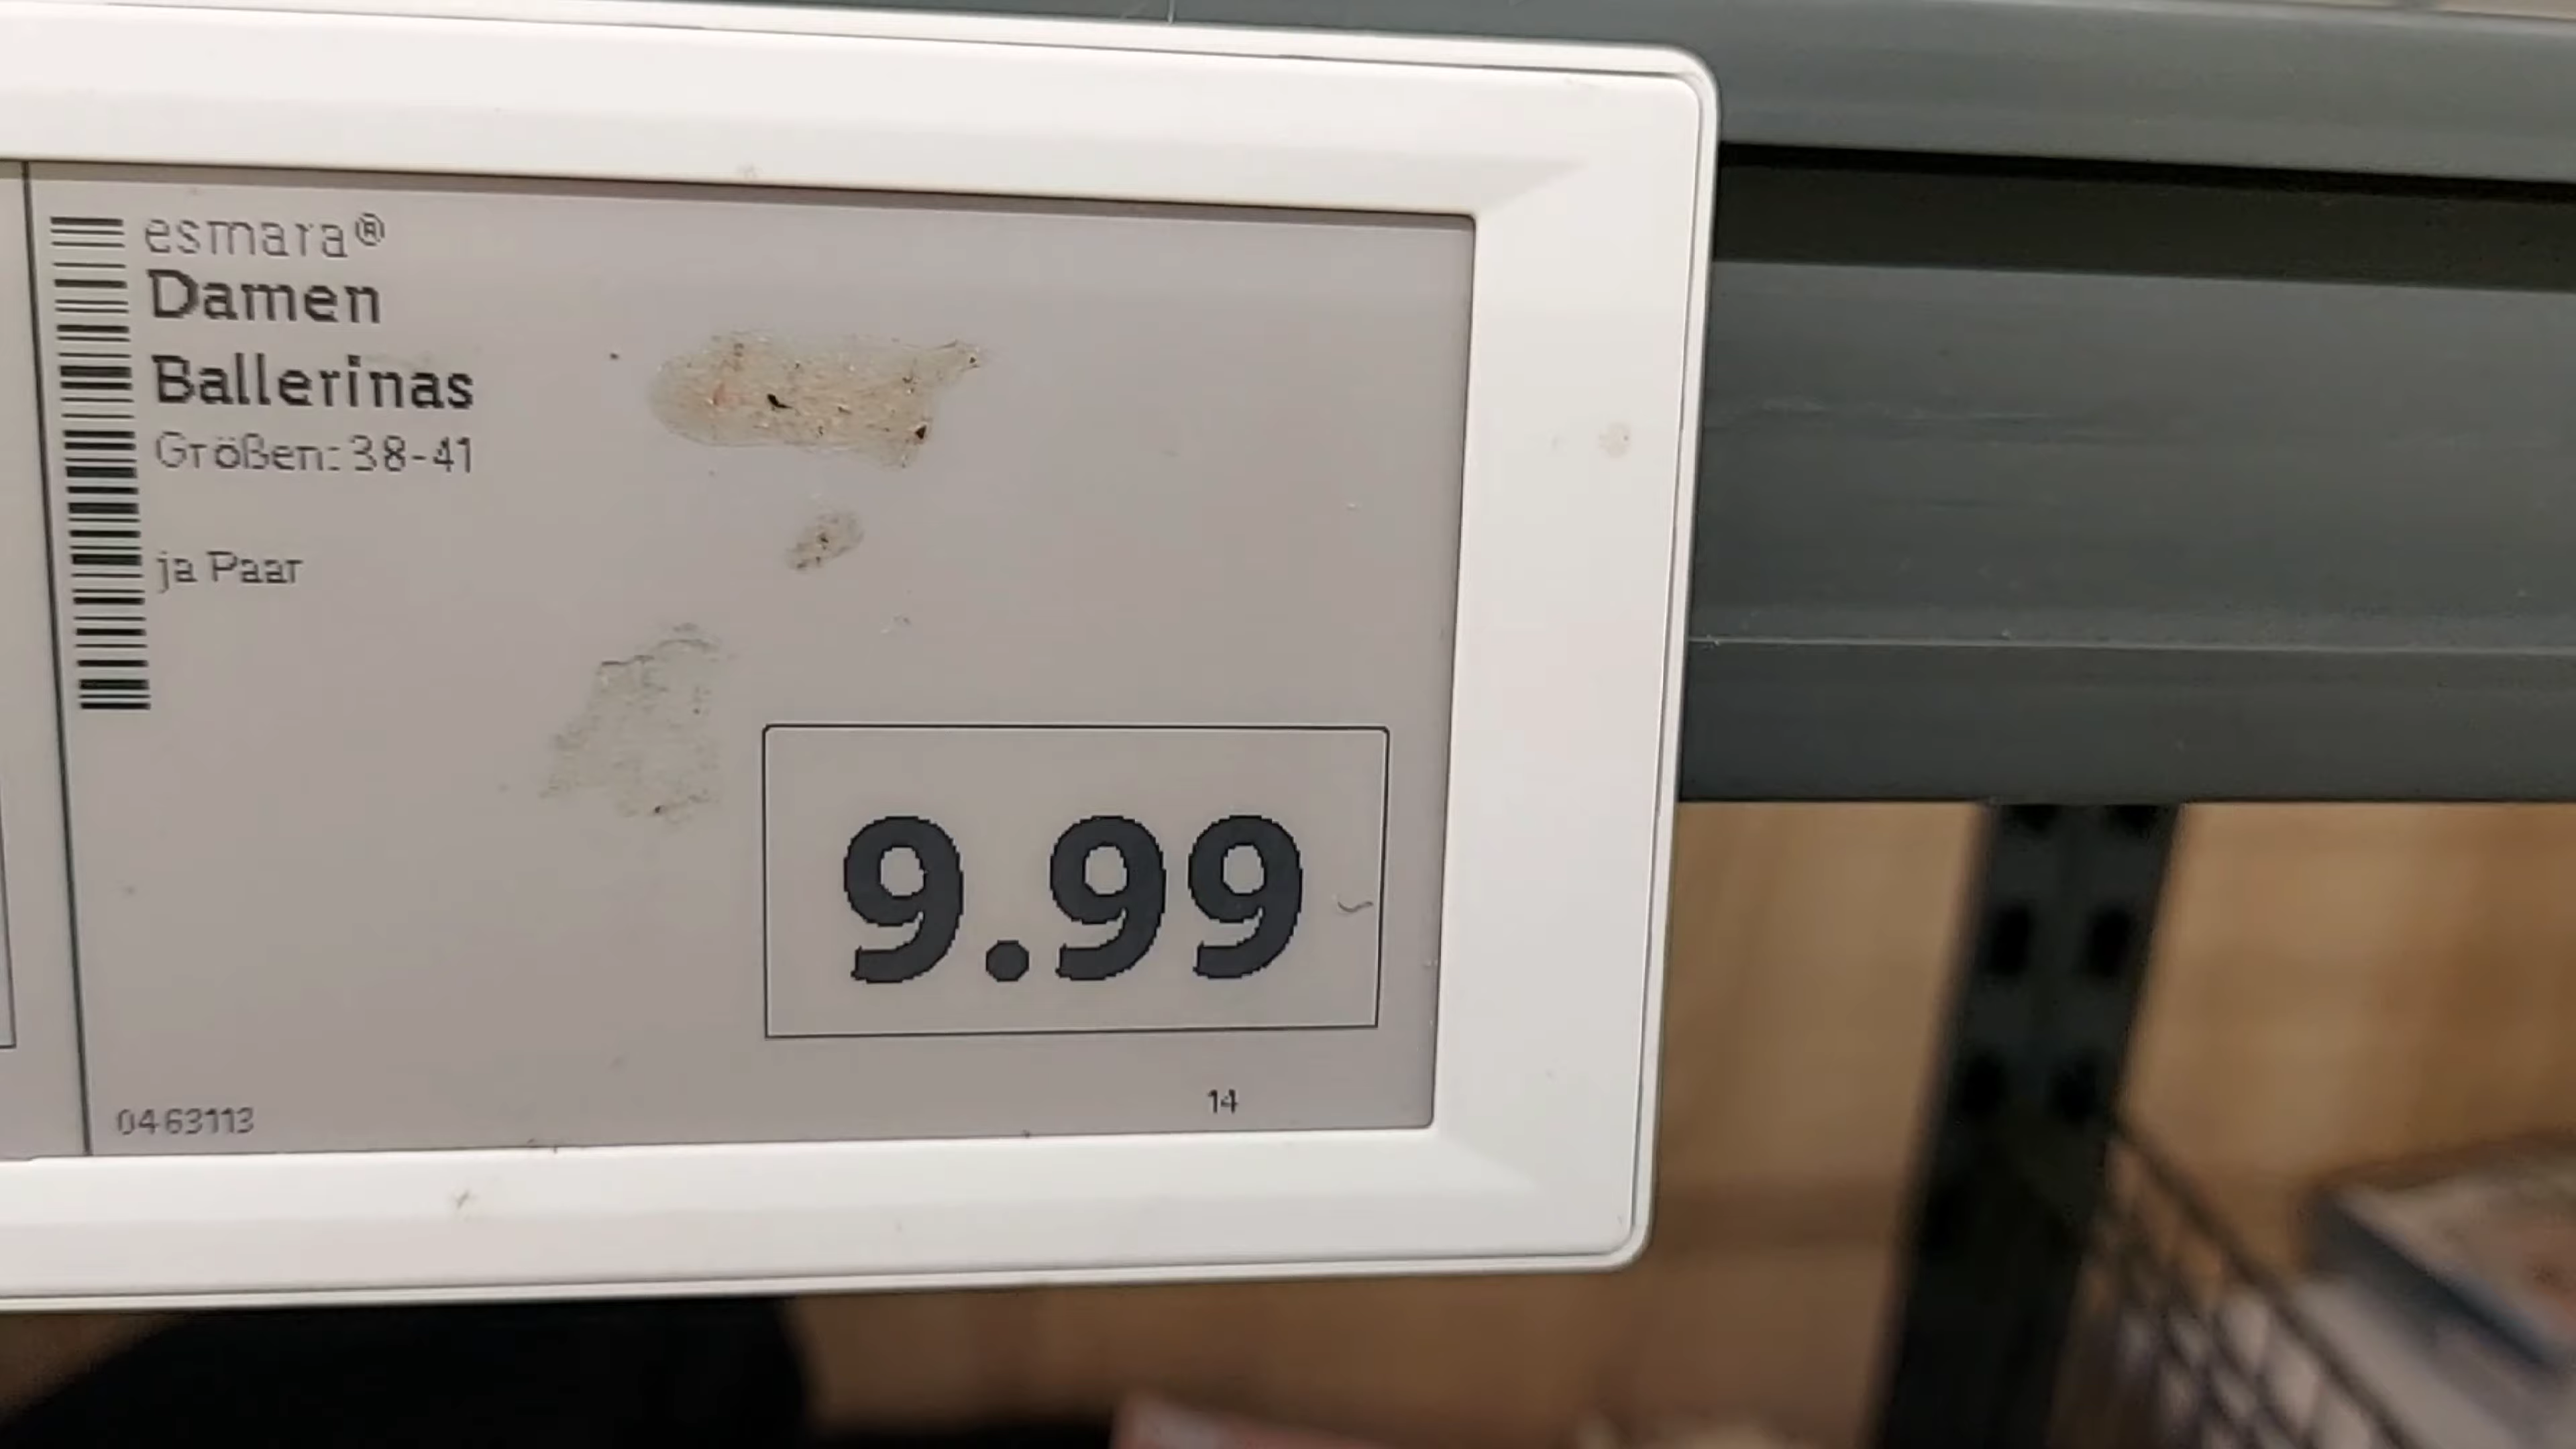 esmara®
Damen
Ballerinas
Größen: 38-41
ja Paar
9.99
14
0463113